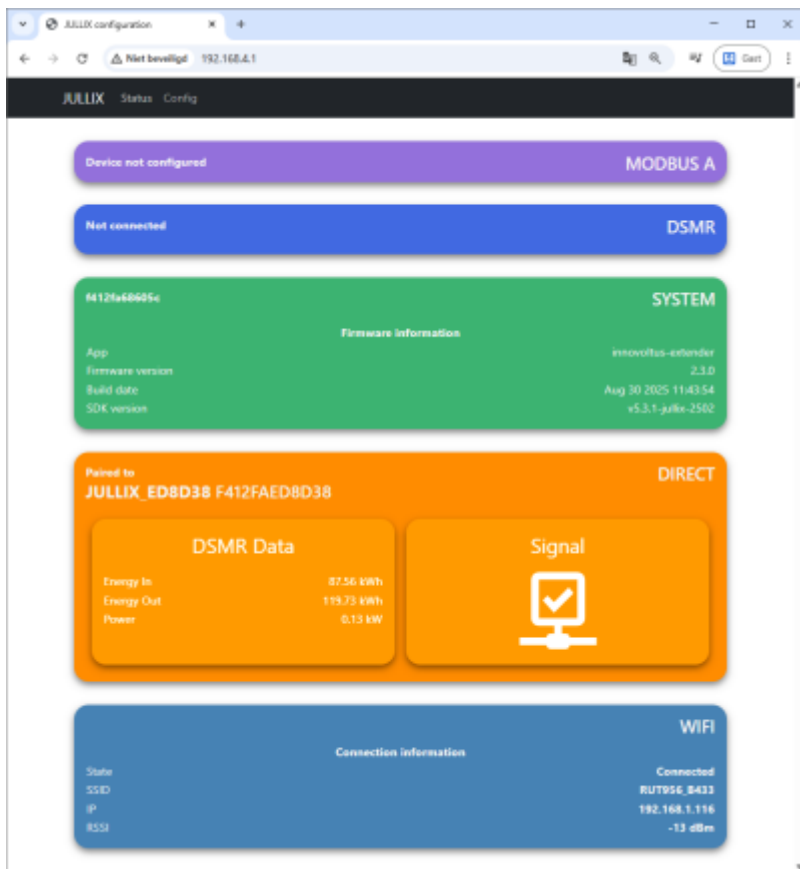 JULLIX configuration
Niet beveiligd 192.168.4.1 Gast
JULLIX Status Config
Device not configured MODBUS A
Not connected DSMR
f412fa68605c SYSTEM
Firmware information
App innovoltus-extender
Firmware version 2.3.0
Build date Aug 30 2025 11:43:54
SDK version v5.3.1-jullix-2502
Paired to DIRECT
JULLIX_ED8D38 F412FAED8D38
DSMR Data Signal
Energy In 87.56 kWh
Energy Out 119.73 kWh
Power 0.13 kW
WIFI
Connection information
State Connected
SSID RUT956_B433
IP 192.168.1.116
RSSI -13 dBm